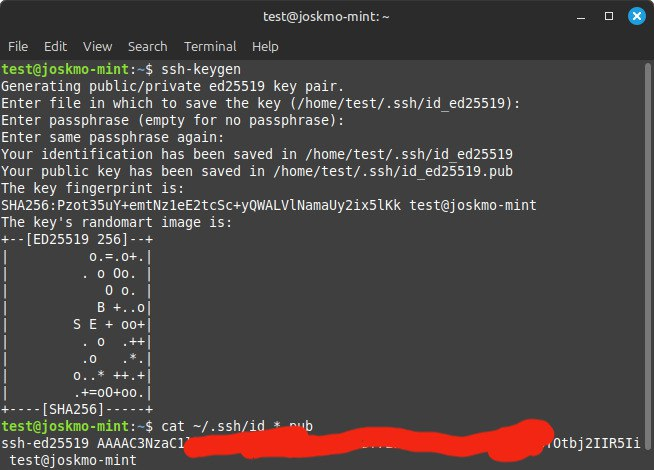 test@joskmo-mint: ~
File Edit View Search Terminal Help
test@joskmo-mint:~$ ssh-keygen
Generating public/private ed25519 key pair.
Enter file in which to save the key (/home/test/.ssh/id_ed25519):
Enter passphrase (empty for no passphrase):
Enter same passphrase again:
Your identification has been saved in /home/test/.ssh/id_ed25519
Your public key has been saved in /home/test/.ssh/id_ed25519.pub
The key fingerprint is:
SHA256:Pzot35uY+emtNz1eE2tcSc+yQWALVlNamaUy2ix5lKk test@joskmo-mint
The key's randomart image is:
+--[ED25519 256]--+
|          o.=.o+.|
|         . o Oo. |
|            O o. |
|           B +..o|
|        S E + oo+|
|         . o  .++|
|         .o   .*.|
|        o..* ++.+|
|        .+=oO+oo.|
+----[SHA256]-----+
test@joskmo-mint:~$ cat ~/.ssh/id_*.pub
ssh-ed25519 AAAAC3NzaC1 Otbj2IIR5Ii
test@joskmo-mint